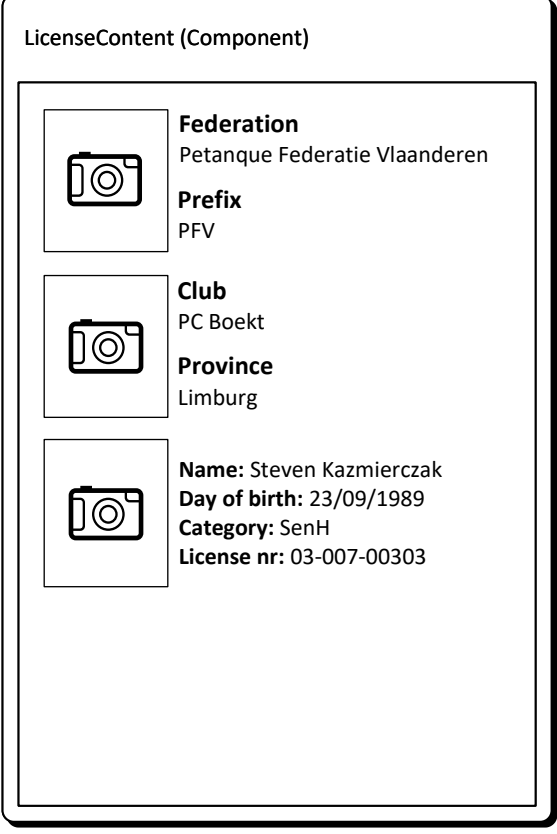 LicenseContent (Component)
Federation
Petanque Federatie Vlaanderen
Prefix
PFV
Club
PC Boekt
Province
Limburg
Name: Steven Kazmierczak
Day of birth: 23/09/1989
Category: SenH
License nr: 03-007-00303